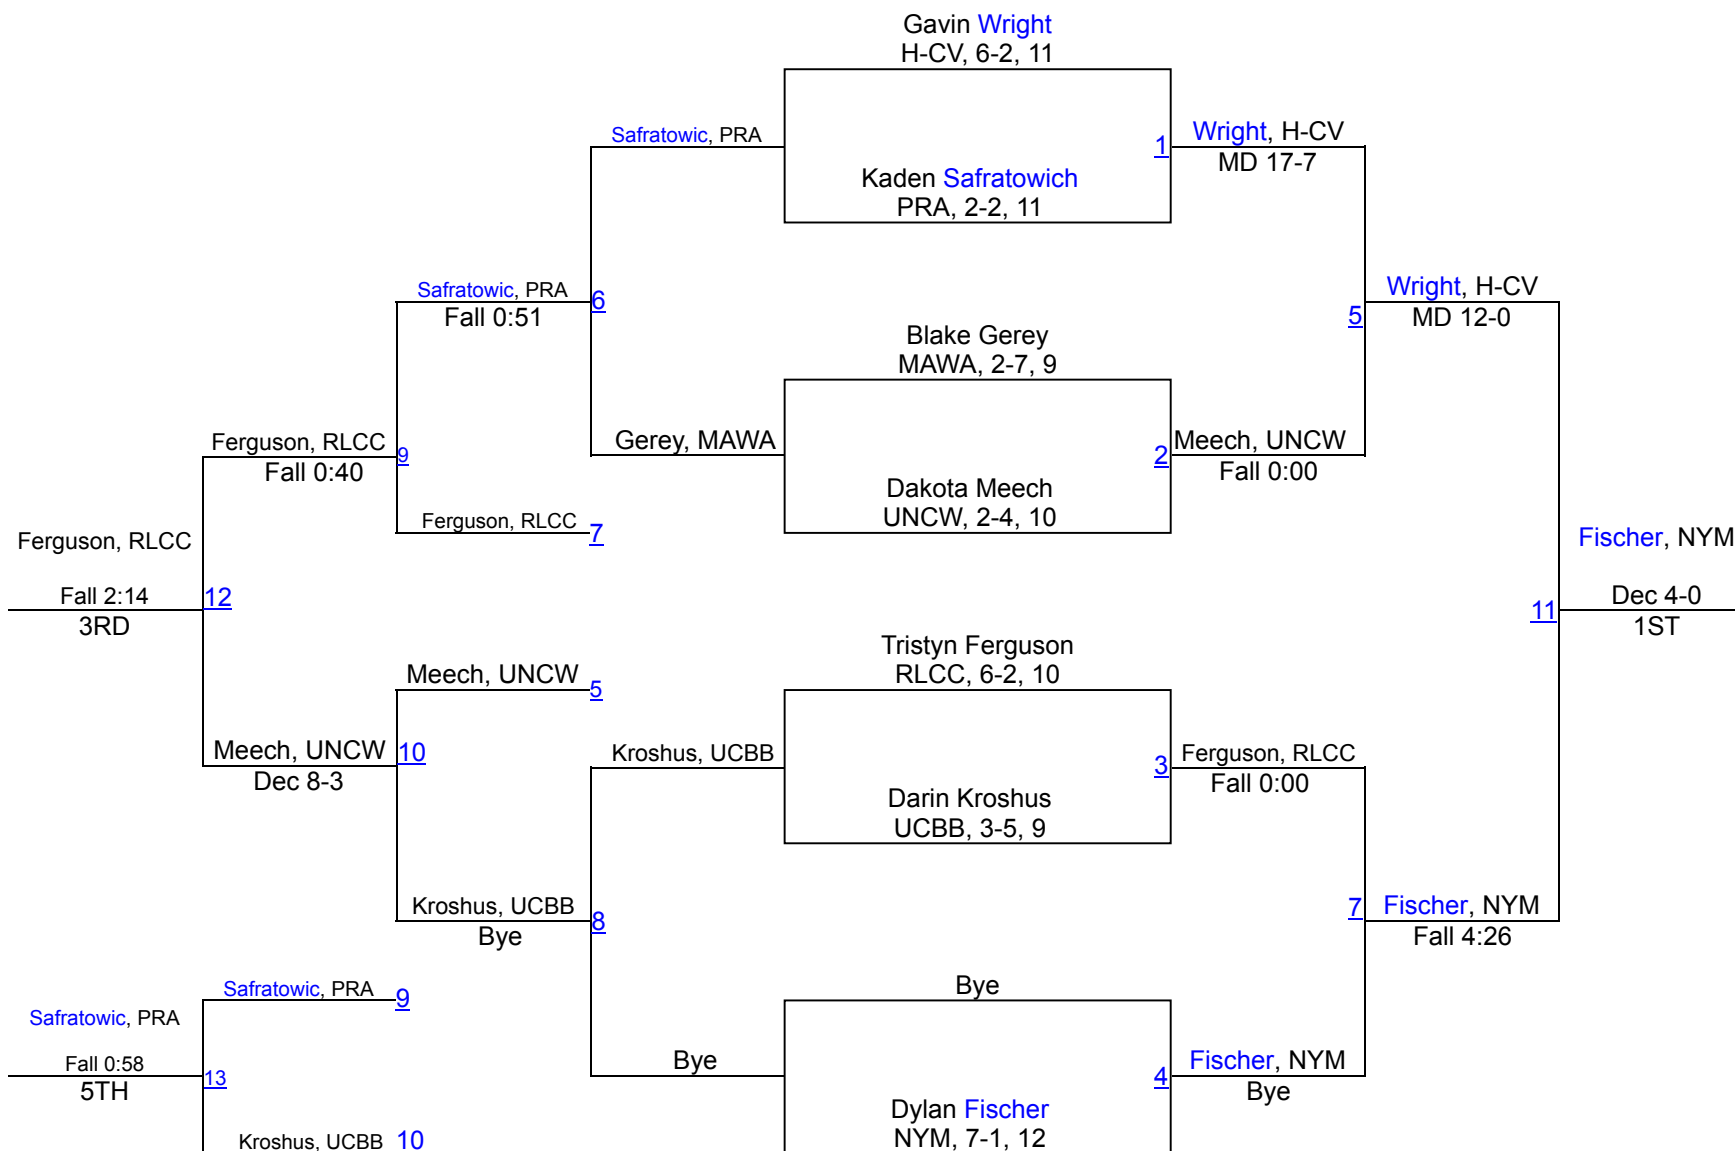 Gavin Wright
H-CV, 6-2, 11
Safratowic, PRA
1
Wright, H-CV
MD 17-7
Kaden Safratowich
PRA, 2-2, 11
Safratowic, PRA
Fall 0:51
6
Wright, H-CV
MD 12-0
5
Blake Gerey
MAWA, 2-7, 9
Ferguson, RLCC
Fall 0:40
9
Gerey, MAWA
2
Meech, UNCW
Fall 0:00
Dakota Meech
UNCW, 2-4, 10
Ferguson, RLCC
7
Ferguson, RLCC
Fall 2:14
3RD
12
Fischer, NYM
Dec 4-0
1ST
11
Tristyn Ferguson
RLCC, 6-2, 10
Meech, UNCW
5
Meech, UNCW
Dec 8-3
10
Kroshus, UCBB
3
Ferguson, RLCC
Fall 0:00
Darin Kroshus
UCBB, 3-5, 9
Kroshus, UCBB
Bye
8
7
Fischer, NYM
Fall 4:26
Safratowic, PRA
9
Bye
Safratowic, PRA
Fall 0:58
5TH
13
Bye
4
Fischer, NYM
Bye
Dylan Fischer
NYM, 7-1, 12
Kroshus, UCBB
10